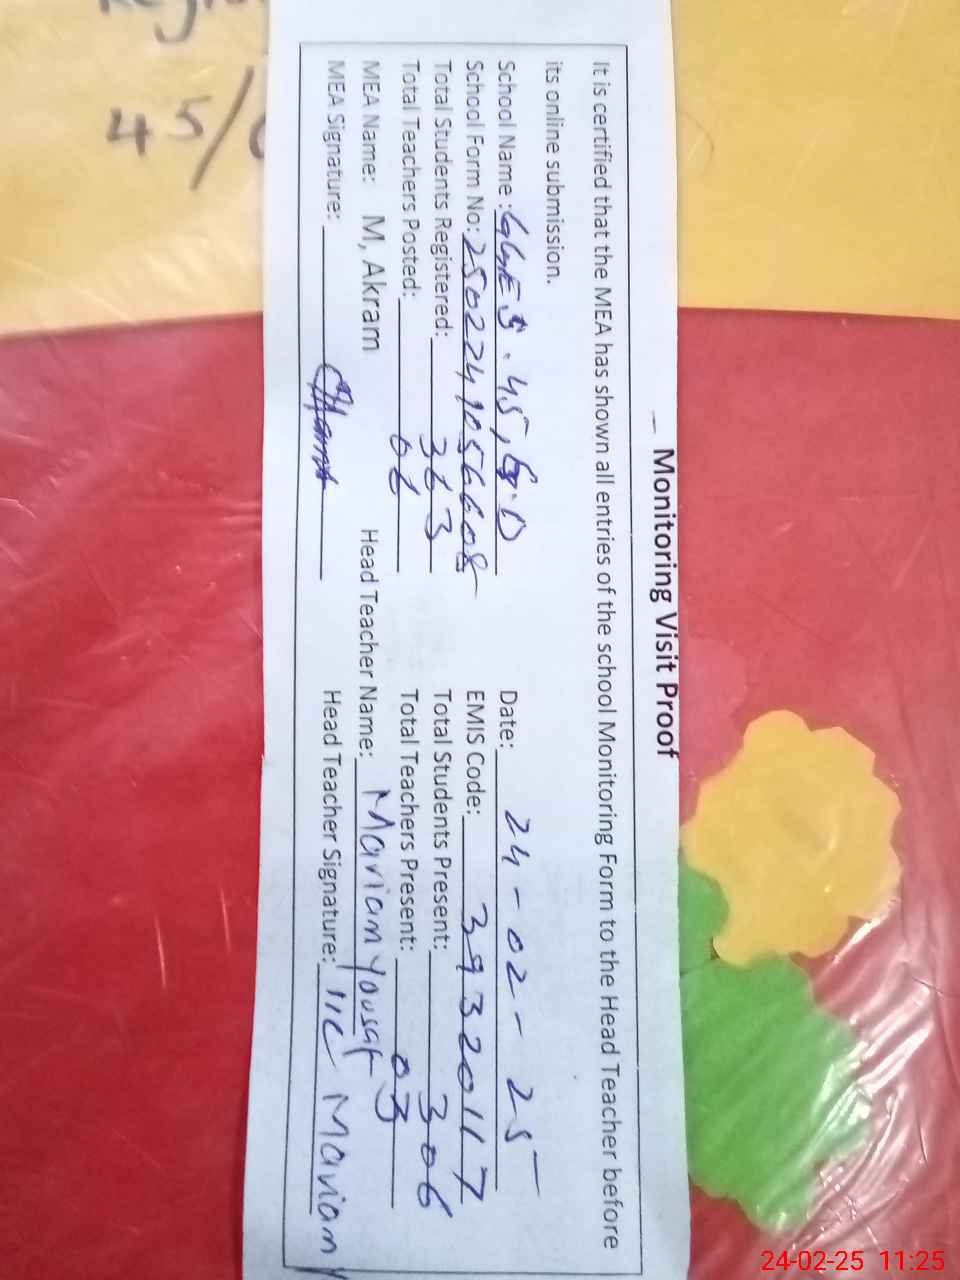 45/
Monitoring Visit Proof
It is certified that the MEA has shown all entries of the school Monitoring Form to the Head Teacher before
its online submission.
School Name: GGES. 45, Date: 24-02-25
School Form No: 2502241056608 EMIS Code: 39320117
Total Students Registered: 363 Total Students Present: 306
Total Teachers Posted: Total Teachers Present: 03
MEA Name: M, Akram Head Teacher Name: Mariam Yousaf
MEA Signature: Head Teacher Signature: Mariam
24-02-25 11:25